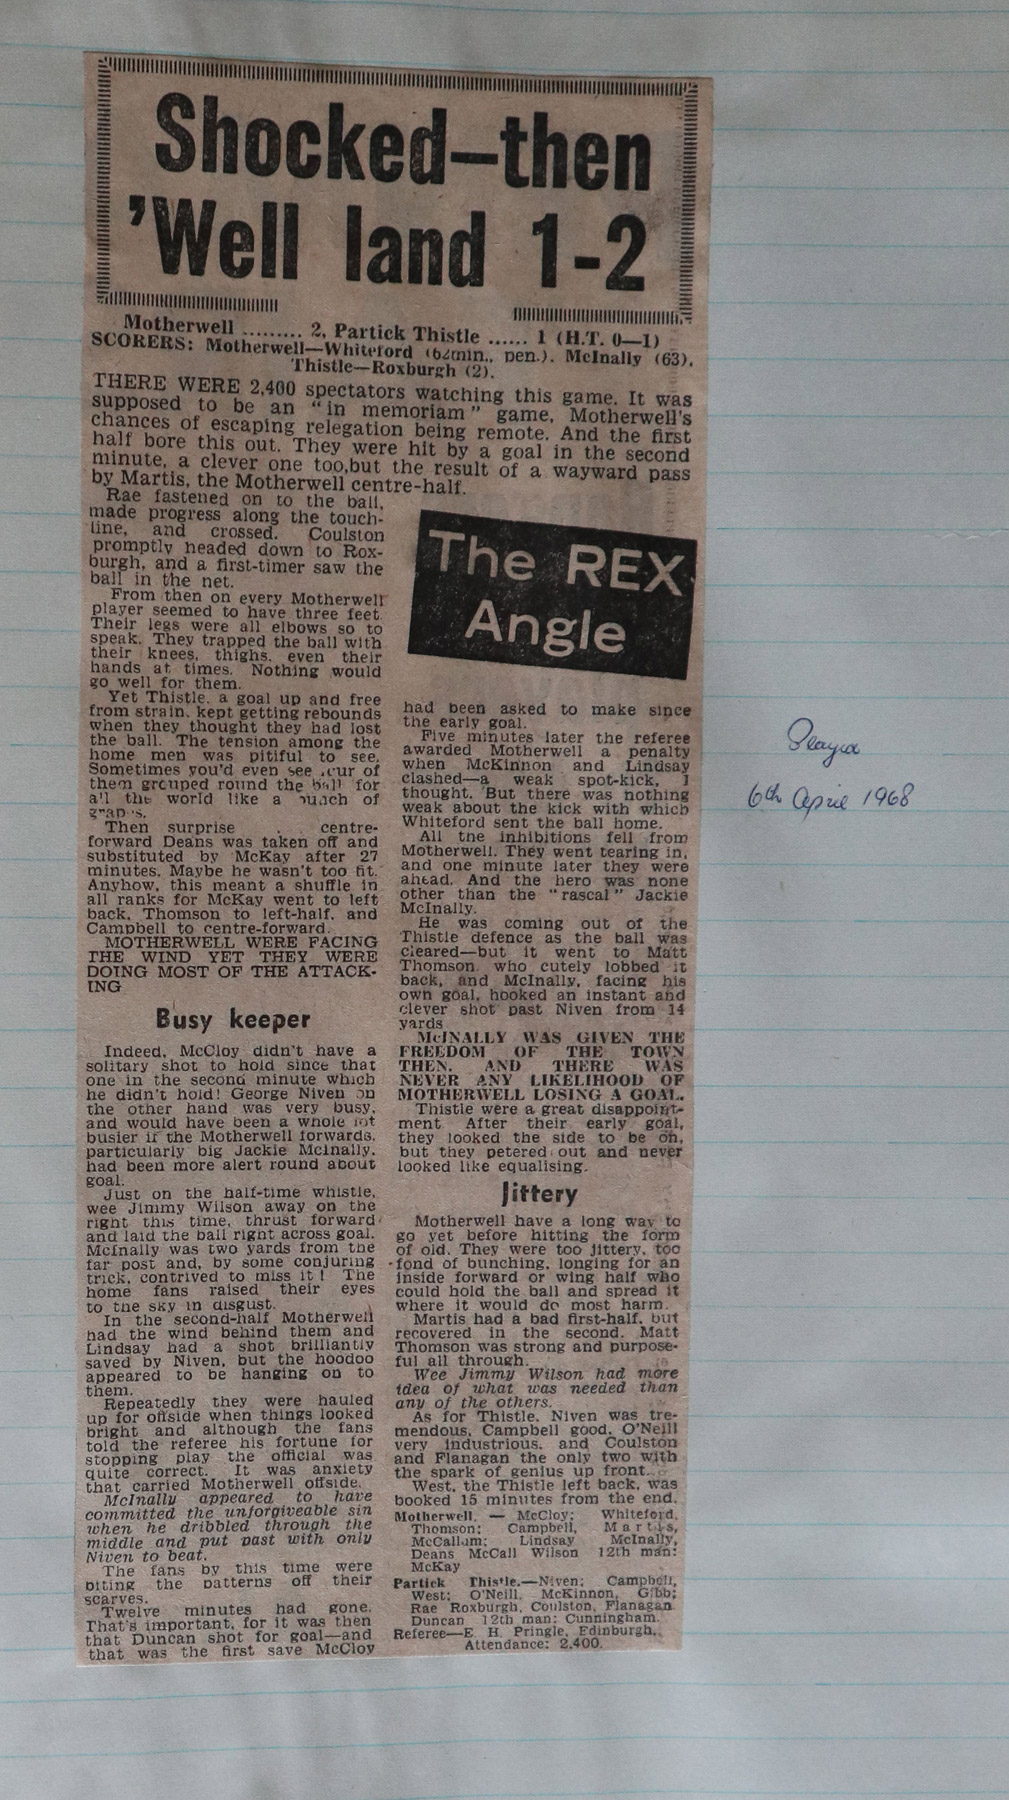 Shocked—then
'Well land 1-2
Motherwell ......... 2, Partick Thistle ...... 1 (H.T. 0—1)
SCORERS: Motherwell—Whiteford (62min., pen.), McInally (63),
Thistle—Roxburgh (2).
THERE WERE 2,400 spectators watching this game. It was
supposed to be an "in memoriam" game, Motherwell's
chances of escaping relegation being remote. And the first
half bore this out. They were hit by a goal in the second
minute, a clever one too,but the result of a wayward pass
by Martis, the Motherwell centre-half.
Rae fastened on to the ball,
made progress along the touch-
line, and crossed. Coulston
promptly headed down to Rox-
burgh, and a first-timer saw the
ball in the net.
From then on every Motherwell
player seemed to have three feet.
Their legs were all elbows so to
speak. They trapped the ball with
their knees, thighs, even their
hands at times. Nothing would
go well for them.
Yet Thistle, a goal up and free
from strain, kept getting rebounds
when they thought they had lost
the ball. The tension among the
home men was pitiful to see.
Sometimes you'd even see four of
them grouped round the ball for
all the world like a bunch of
grapes.
Then surprise . centre-
forward Deans was taken off and
substituted by McKay after 27
minutes. Maybe he wasn't too fit.
Anyhow, this meant a shuffle in
all ranks for McKay went to left
back, Thomson to left-half, and
Campbell to centre-forward.
MOTHERWELL WERE FACING
THE WIND YET THEY WERE
DOING MOST OF THE ATTACK-
ING
Busy keeper
Indeed, McCloy didn't have a
solitary shot to hold since that
one in the second minute which
he didn't hold! George Niven on
the other hand was very busy,
and would have been a whole lot
busier if the Motherwell forwards,
particularly big Jackie McInally,
had been more alert round about
goal.
Just on the half-time whistle,
wee Jimmy Wilson away on the
right this time, thrust forward
and laid the ball right across goal.
McInally was two yards from the
far post and, by some conjuring
trick, contrived to miss it! The
home fans raised their eyes
to the sky in disgust.
In the second-half Motherwell
had the wind behind them and
Lindsay had a shot brilliantly
saved by Niven, but the hoodoo
appeared to be hanging on to
them.
Repeatedly they were hauled
up for offside when things looked
bright and although the fans
told the referee his fortune for
stopping play the official was
quite correct. It was anxiety
that carried Motherwell offside.
McInally appeared to have
committed the unforgiveable sin
when he dribbled through the
middle and put past with only
Niven to beat.
The fans by this time were
biting the patterns off their
scarves.
Twelve minutes had gone.
That's important, for it was then
that Duncan shot for goal—and
that was the first save McCloy
The REX
Angle
had been asked to make since
the early goal.
Five minutes later the referee
awarded Motherwell a penalty
when McKinnon and Lindsay
clashed—a weak spot-kick, I
thought. But there was nothing
weak about the kick with which
Whiteford sent the ball home.
All the inhibitions fell from
Motherwell. They went tearing in,
and one minute later they were
ahead. And the hero was none
other than the "rascal" Jackie
McInally.
He was coming out of the
Thistle defence as the ball was
cleared—but it went to Matt
Thomson who cutely lobbed it
back, and McInally, facing his
own goal, hooked an instant and
clever shot past Niven from 14
yards
McINALLY WAS GIVEN THE
FREEDOM OF THE TOWN
THEN. AND THERE WAS
NEVER ANY LIKELIHOOD OF
MOTHERWELL LOSING A GOAL.
Thistle were a great disappoint-
ment. After their early goal,
they looked the side to be on,
but they petered out and never
looked like equalising.
Jittery
Motherwell have a long way to
go yet before hitting the form
of old. They were too jittery, too
fond of bunching, longing for an
inside forward or wing half who
could hold the ball and spread it
where it would do most harm.
Martis had a bad first-half, but
recovered in the second. Matt
Thomson was strong and purpose-
ful all through.
Wee Jimmy Wilson had more
idea of what was needed than
any of the others.
As for Thistle, Niven was tre-
mendous, Campbell good, O'Neill
very industrious, and Coulston
and Flanagan the only two with
the spark of genius up front.
West, the Thistle left back, was
booked 15 minutes from the end.
Motherwell. — McCloy; Whiteford,
Thomson; Campbell, Martis,
McCallum; Lindsay McInally,
Deans McCall Wilson 12th man:
McKay
Partick Thistle.—Niven; Campbell,
West; O'Neill, McKinnon, Gibb;
Rae Roxburgh, Coulston, Flanagan
Duncan 12th man: Cunningham.
Referee—E. H. Pringle, Edinburgh.
Attendance: 2,400.
Played
6th April 1968